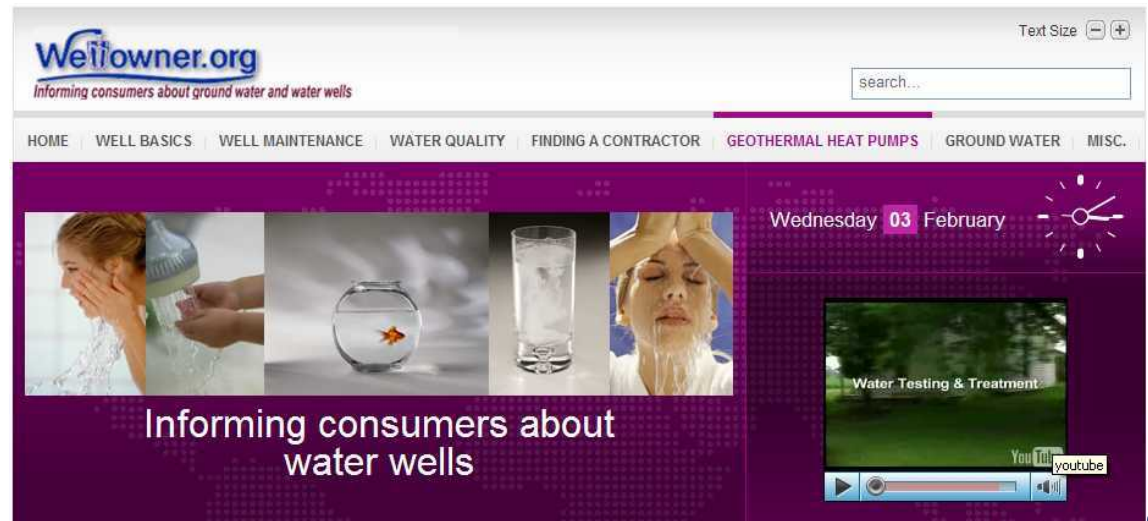 Wellowner.org
Informing consumers about ground water and water wells
Text Size
search...
HOME WELL BASICS WELL MAINTENANCE WATER QUALITY FINDING A CONTRACTOR GEOTHERMAL HEAT PUMPS GROUND WATER MISC.
Wednesday 03 February
Informing consumers about
water wells
Water Testing & Treatment
YouTube
youtube